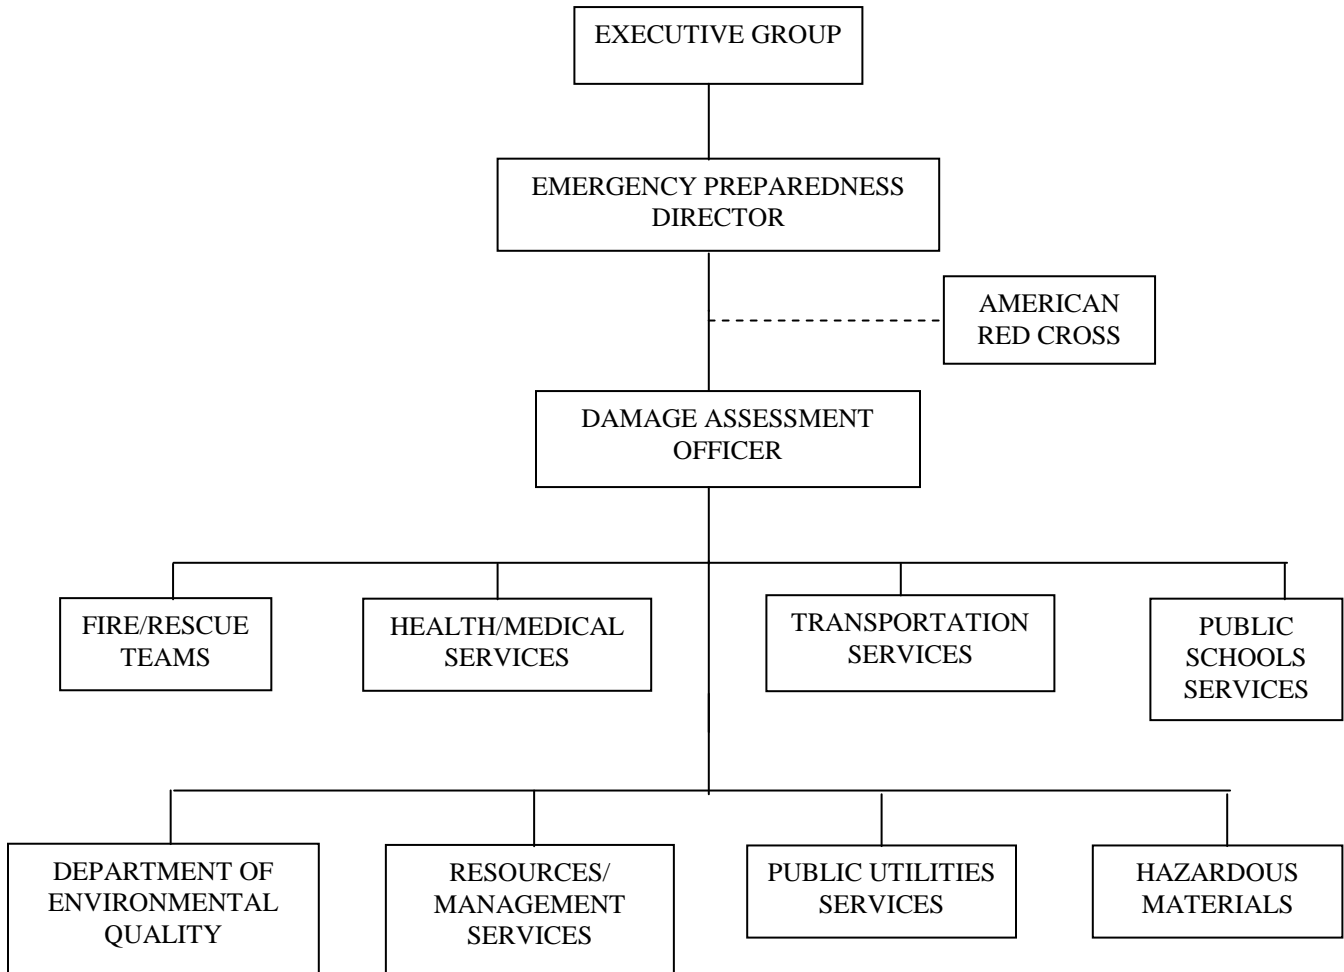 EXECUTIVE GROUP
EMERGENCY PREPAREDNESS
DIRECTOR
AMERICAN
RED CROSS
DAMAGE ASSESSMENT
OFFICER
FIRE/RESCUE
TEAMS
HEALTH/MEDICAL
SERVICES
TRANSPORTATION
SERVICES
PUBLIC
SCHOOLS
SERVICES
DEPARTMENT OF
ENVIRONMENTAL
QUALITY
RESOURCES/
MANAGEMENT
SERVICES
PUBLIC UTILITIES
SERVICES
HAZARDOUS
MATERIALS